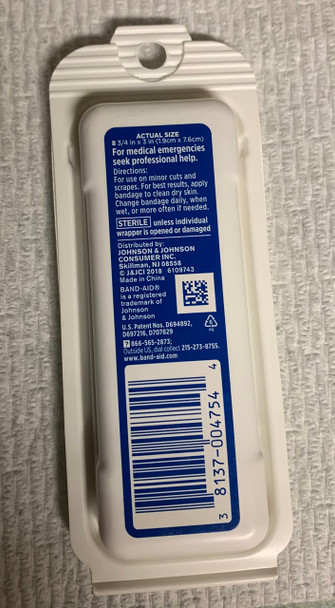 ACTUAL SIZE
8 3/4 in x 3 in (1.9cm x 7.6cm)
For medical emergencies
seek professional help.
Directions:
For use on minor cuts and
scrapes. For best results, apply
bandage to clean dry skin.
Change bandage daily, when
wet, or more often if needed.
STERILE unless individual
wrapper is opened or damaged
Distributed by:
JOHNSON & JOHNSON
CONSUMER INC.
Skillman, NJ 08558
© J&JCI 2018 6109743
Made in China
BAND-AID®
is a registered
trademark of
Johnson
& Johnson
U.S. Patent Nos. D694892,
D697216, D707829
PS
? 866-565-2873;
Outside US, dial collect 215-273-8755.
www.band-aid.com
3 8137-004754 4